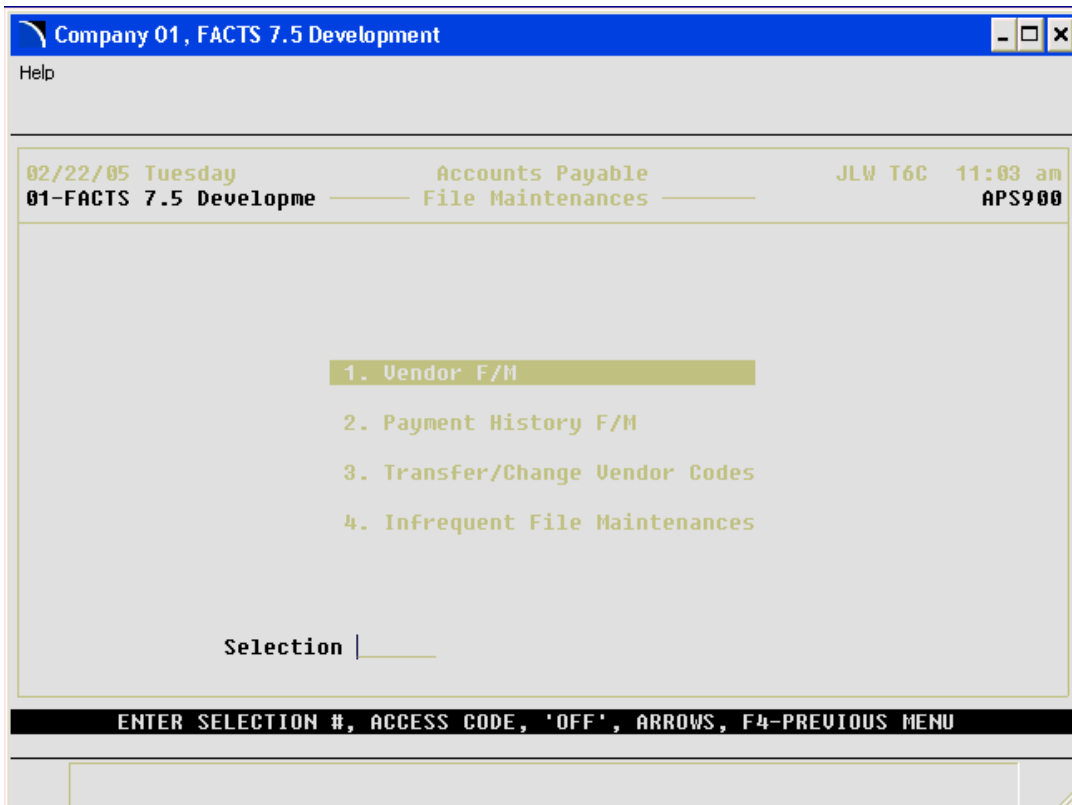 Company 01, FACTS 7.5 Development
Help
02/22/05 Tuesday Accounts Payable JLW T6C 11:03 am
01-FACTS 7.5 Developme File Maintenances APS900
1. Vendor F/M
2. Payment History F/M
3. Transfer/Change Vendor Codes
4. Infrequent File Maintenances
Selection
ENTER SELECTION #, ACCESS CODE, 'OFF', ARROWS, F4-PREVIOUS MENU